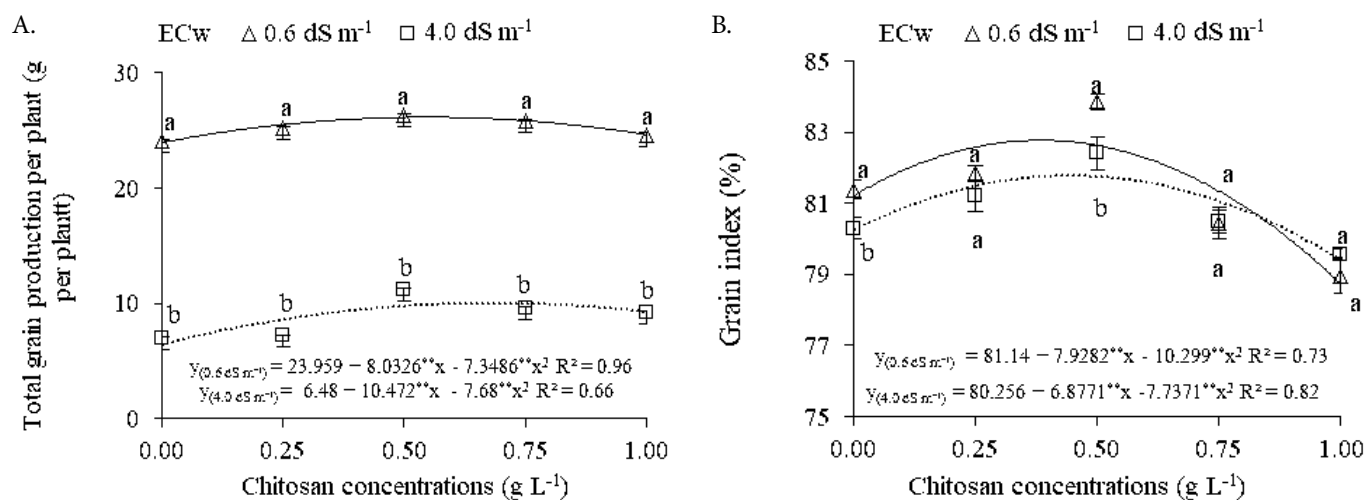 A.
ECw △ 0.6 dS m⁻¹ □ 4.0 dS m⁻¹
Total grain production per plant (g
per plantt)
30
20
10
0
a a a a a
b b b b b
y(0.6 dS m⁻¹) = 23.959 − 8.0326**x - 7.3486**x² R² = 0.96
y(4.0 dS m⁻¹) = 6.48 − 10.472**x - 7.68**x² R² = 0.66
0.00 0.25 0.50 0.75 1.00
Chitosan concentrations (g L⁻¹)
B.
ECw △ 0.6 dS m⁻¹ □ 4.0 dS m⁻¹
Grain index (%)
85
83
81
79
77
75
a a a a a
b a b a a
y(0.6 dS m⁻¹) = 81.14 − 7.9282**x - 10.299**x² R² = 0.73
y(4.0 dS m⁻¹) = 80.256 − 6.8771**x -7.7371**x² R² = 0.82
0.00 0.25 0.50 0.75 1.00
Chitosan concentrations (g L⁻¹)